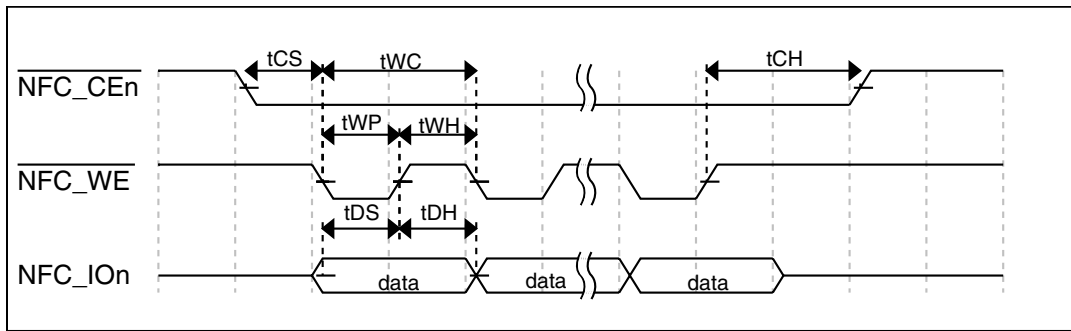 tCS tWC tCH
NFC_CEn
tWP tWH
NFC_WE
tDS tDH
NFC_IOn data data data